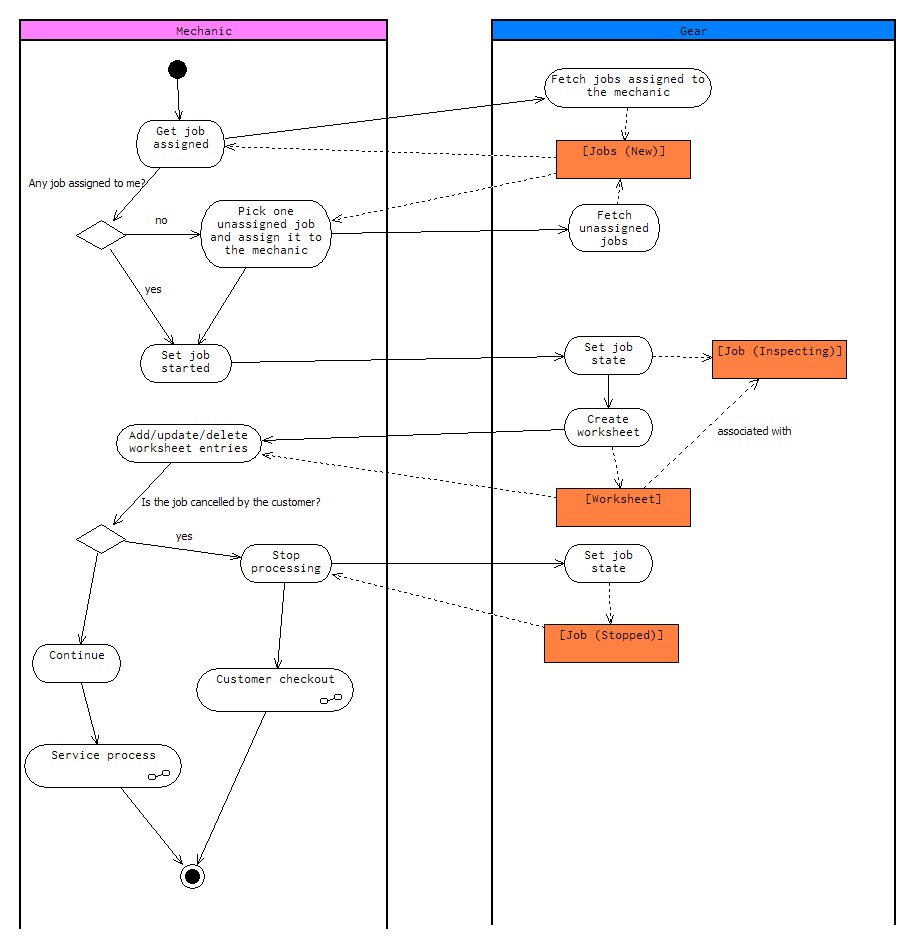 Mechanic
Gear
Fetch jobs assigned to
the mechanic
Get job
assigned
[Jobs (New)]
Any job assigned to me?
no
Pick one
unassigned job
and assign it to
the mechanic
Fetch
unassigned
jobs
yes
Set job
started
Set job
state
[Job (Inspecting)]
Create
worksheet
associated with
Add/update/delete
worksheet entries
[Worksheet]
Is the job cancelled by the customer?
yes
Stop
processing
Set job
state
[Job (Stopped)]
Continue
Customer checkout
Service process